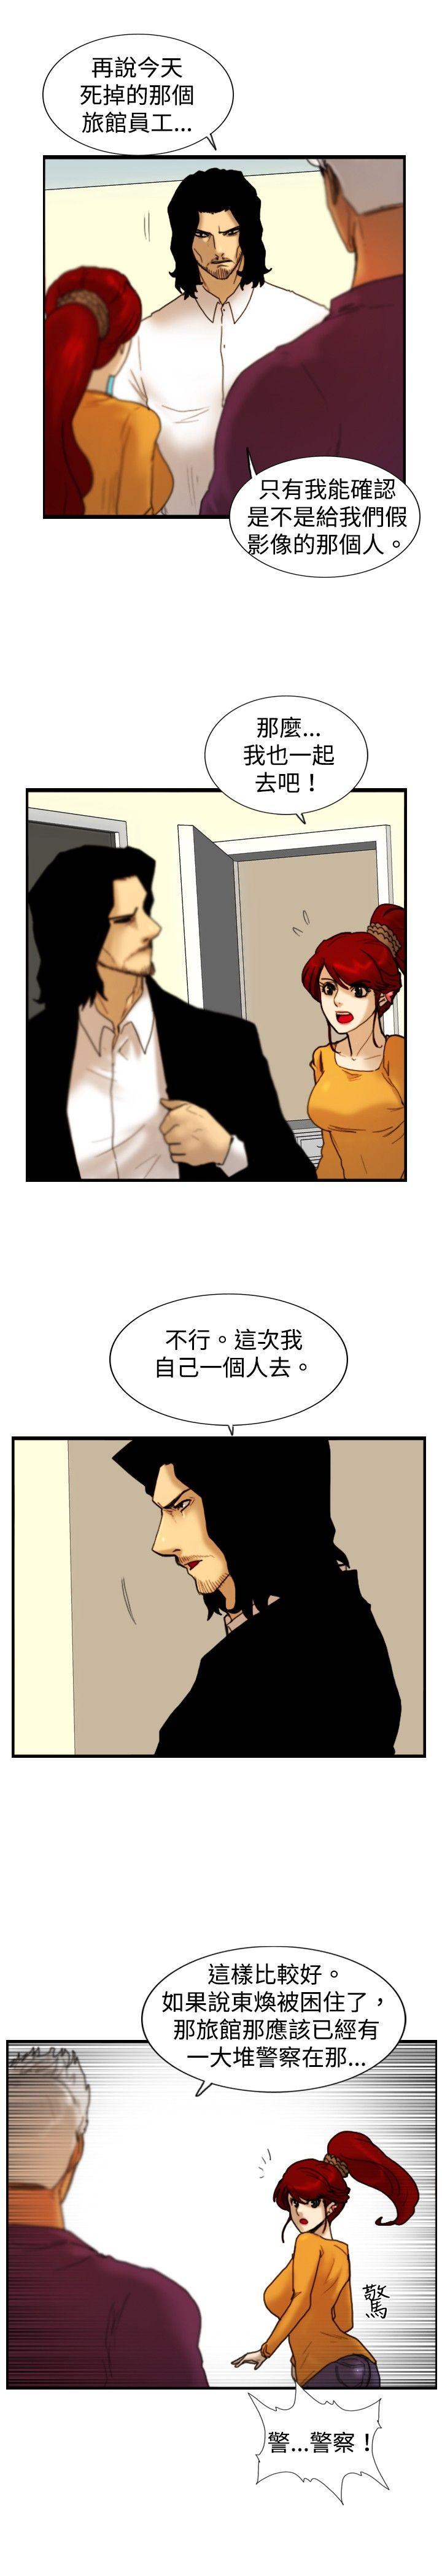 再說今天
死掉的那個
旅館員工...
只有我能確認
是不是給我們假
影像的那個人。
那麼...
我也一起
去吧！
不行。這次我
自己一個人去。
這樣比較好。
如果說東煥被困住了，
那旅館那應該已經有
一大堆警察在那...
驚
警...警察！